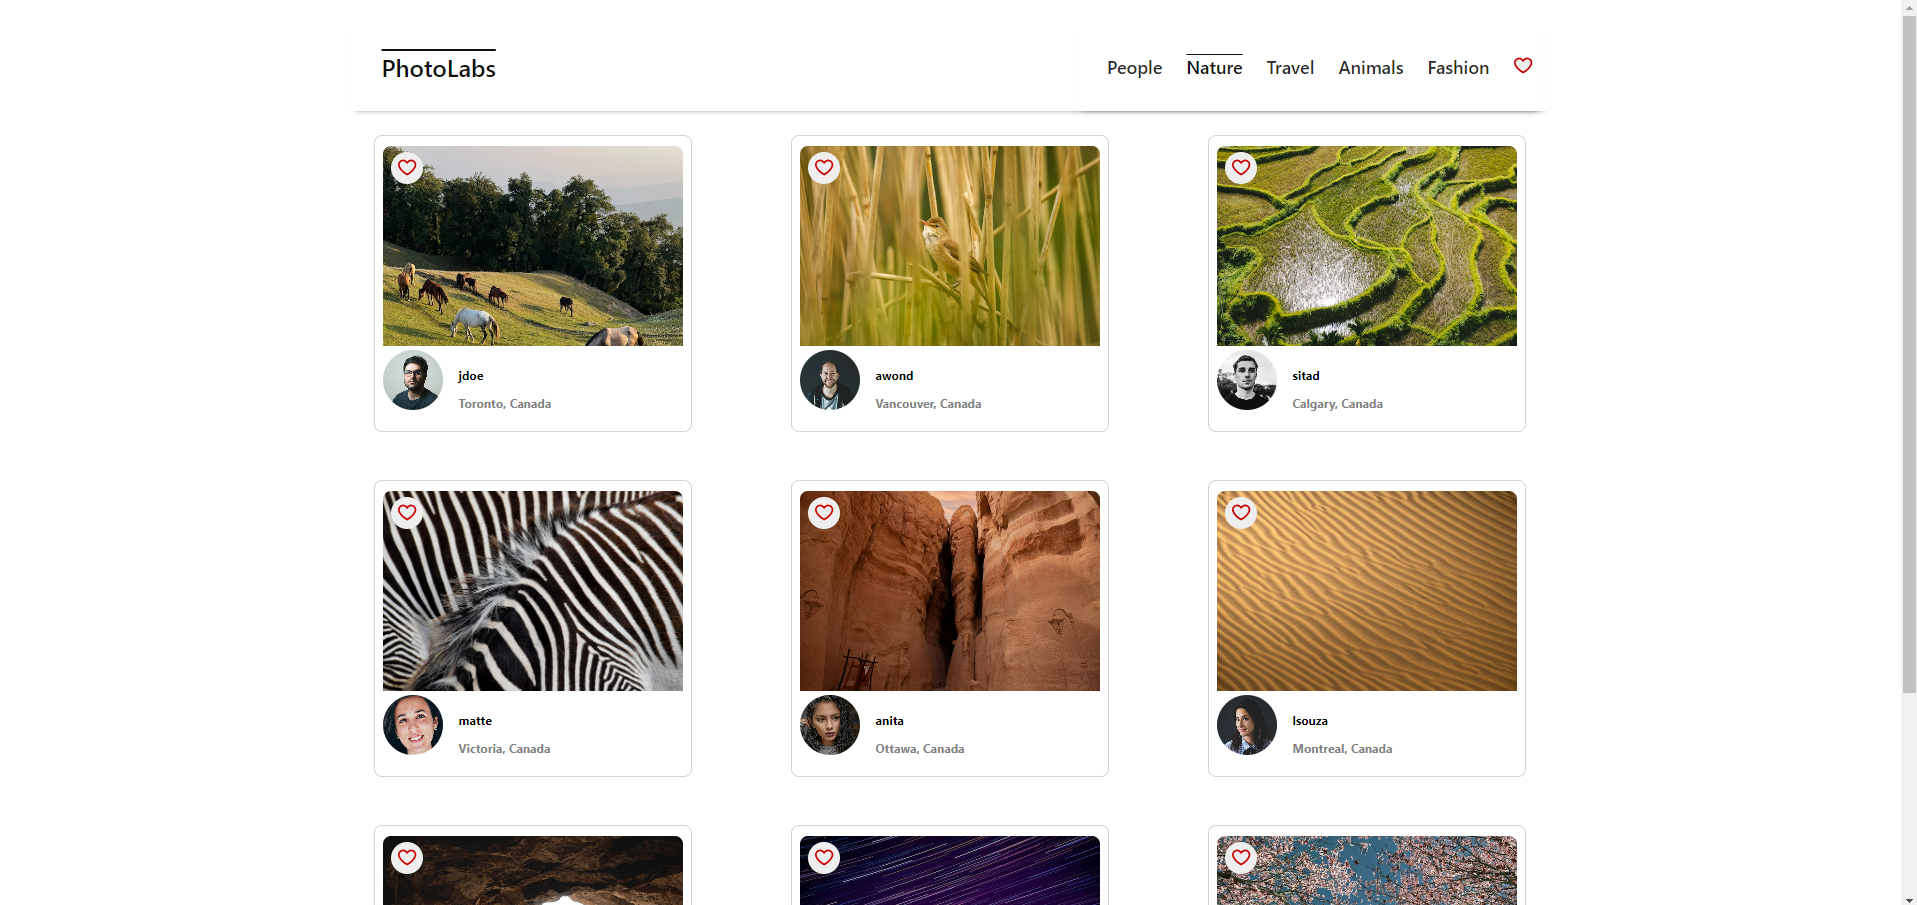 PhotoLabs
People Nature Travel Animals Fashion
jdoe
Toronto, Canada
awond
Vancouver, Canada
sitad
Calgary, Canada
matte
Victoria, Canada
anita
Ottawa, Canada
lsouza
Montreal, Canada